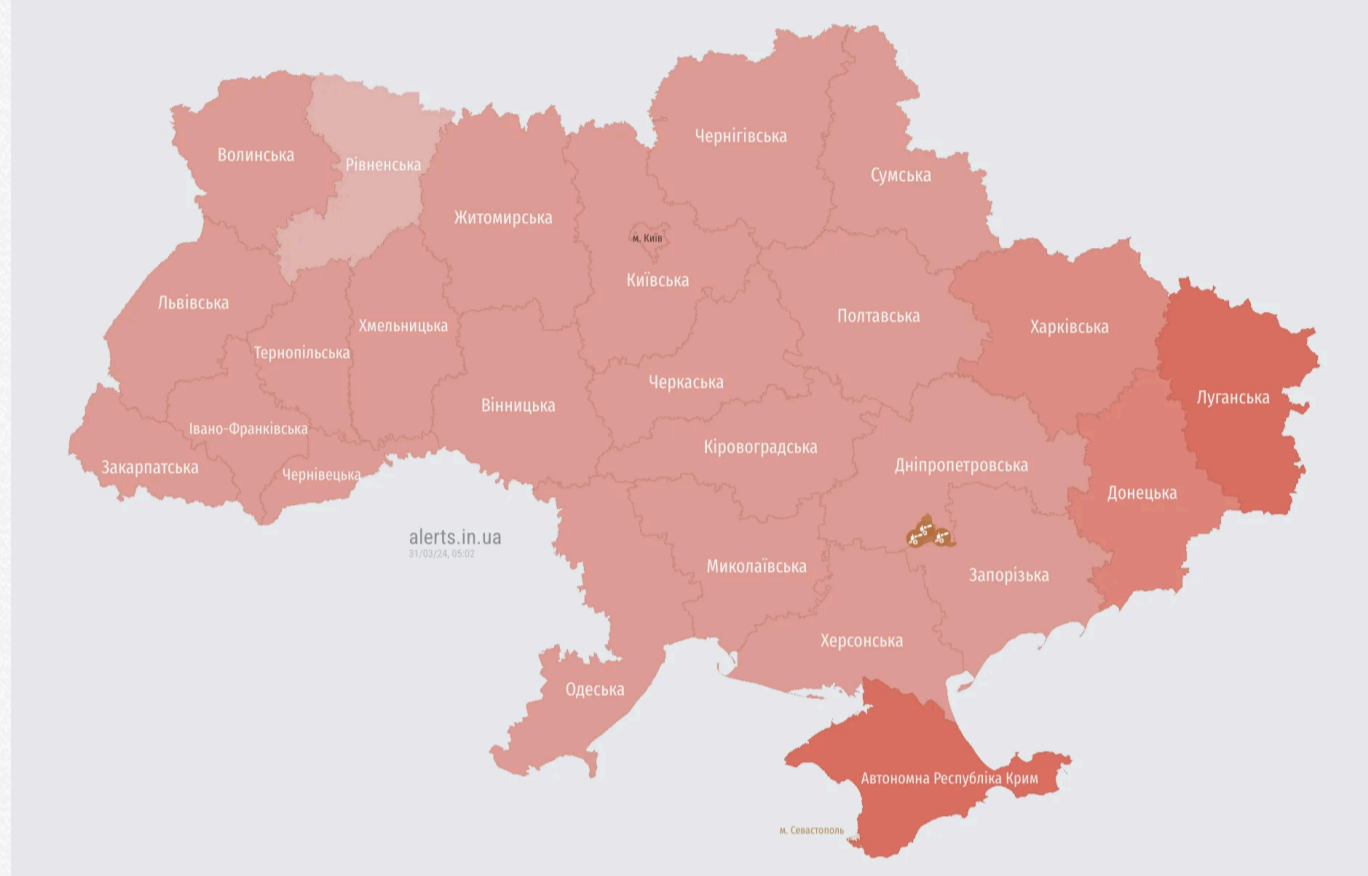 Чернігівська
Волинська
Рівненська
Сумська
Житомирська
м. Київ
Київська
Львівська
Полтавська
Хмельницька
Харківська
Тернопільська
Черкаська
Луганська
Вінницька
Івано-Франківська
Кіровоградська
Закарпатська
Чернівецька
Дніпропетровська
Донецька
alerts.in.ua
31/03/24, 05:02
Миколаївська
Запорізька
Херсонська
Одеська
Автономна Республіка Крим
м. Севастополь